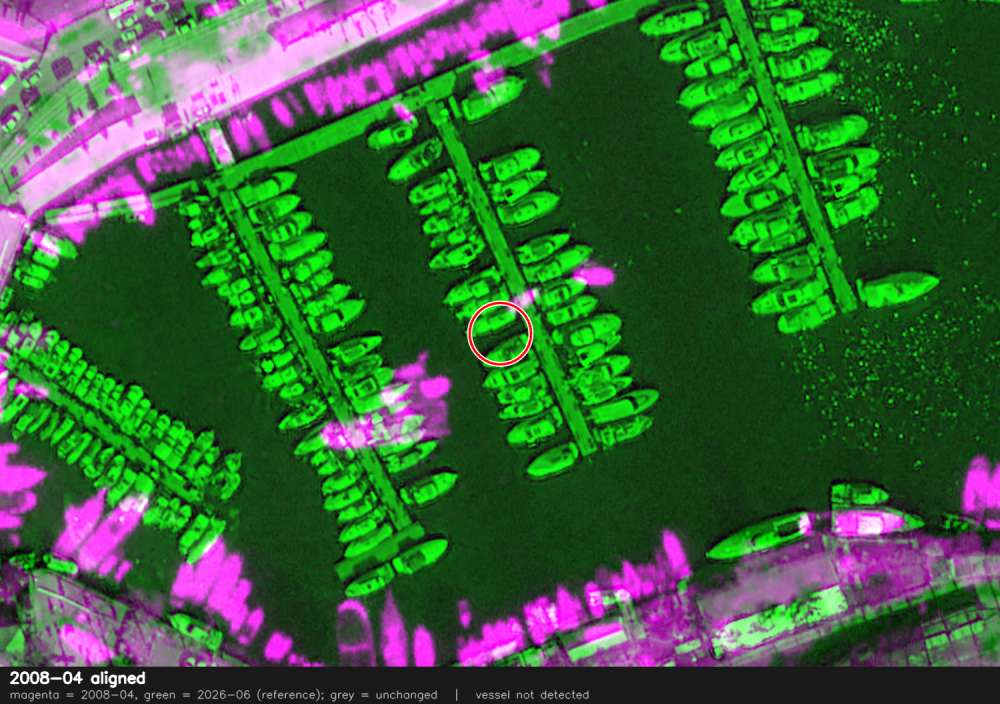 2008-04 aligned
magenta = 2008-04, green = 2026-06 (reference); grey = unchanged | vessel not detected